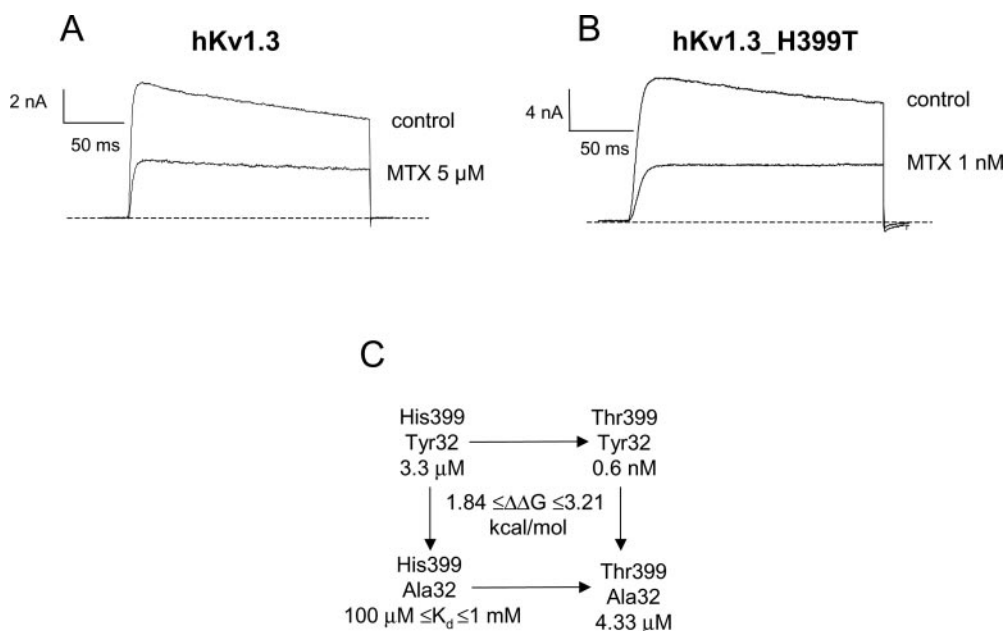 A
hKv1.3
2 nA
50 ms
control
MTX 5 μM
B
hKv1.3_H399T
4 nA
50 ms
control
MTX 1 nM
C
His399
Tyr32
3.3 μM
Thr399
Tyr32
0.6 nM
1.84 ≤ΔΔG ≤3.21
kcal/mol
His399
Ala32
100 μM ≤Kd ≤1 mM
Thr399
Ala32
4.33 μM